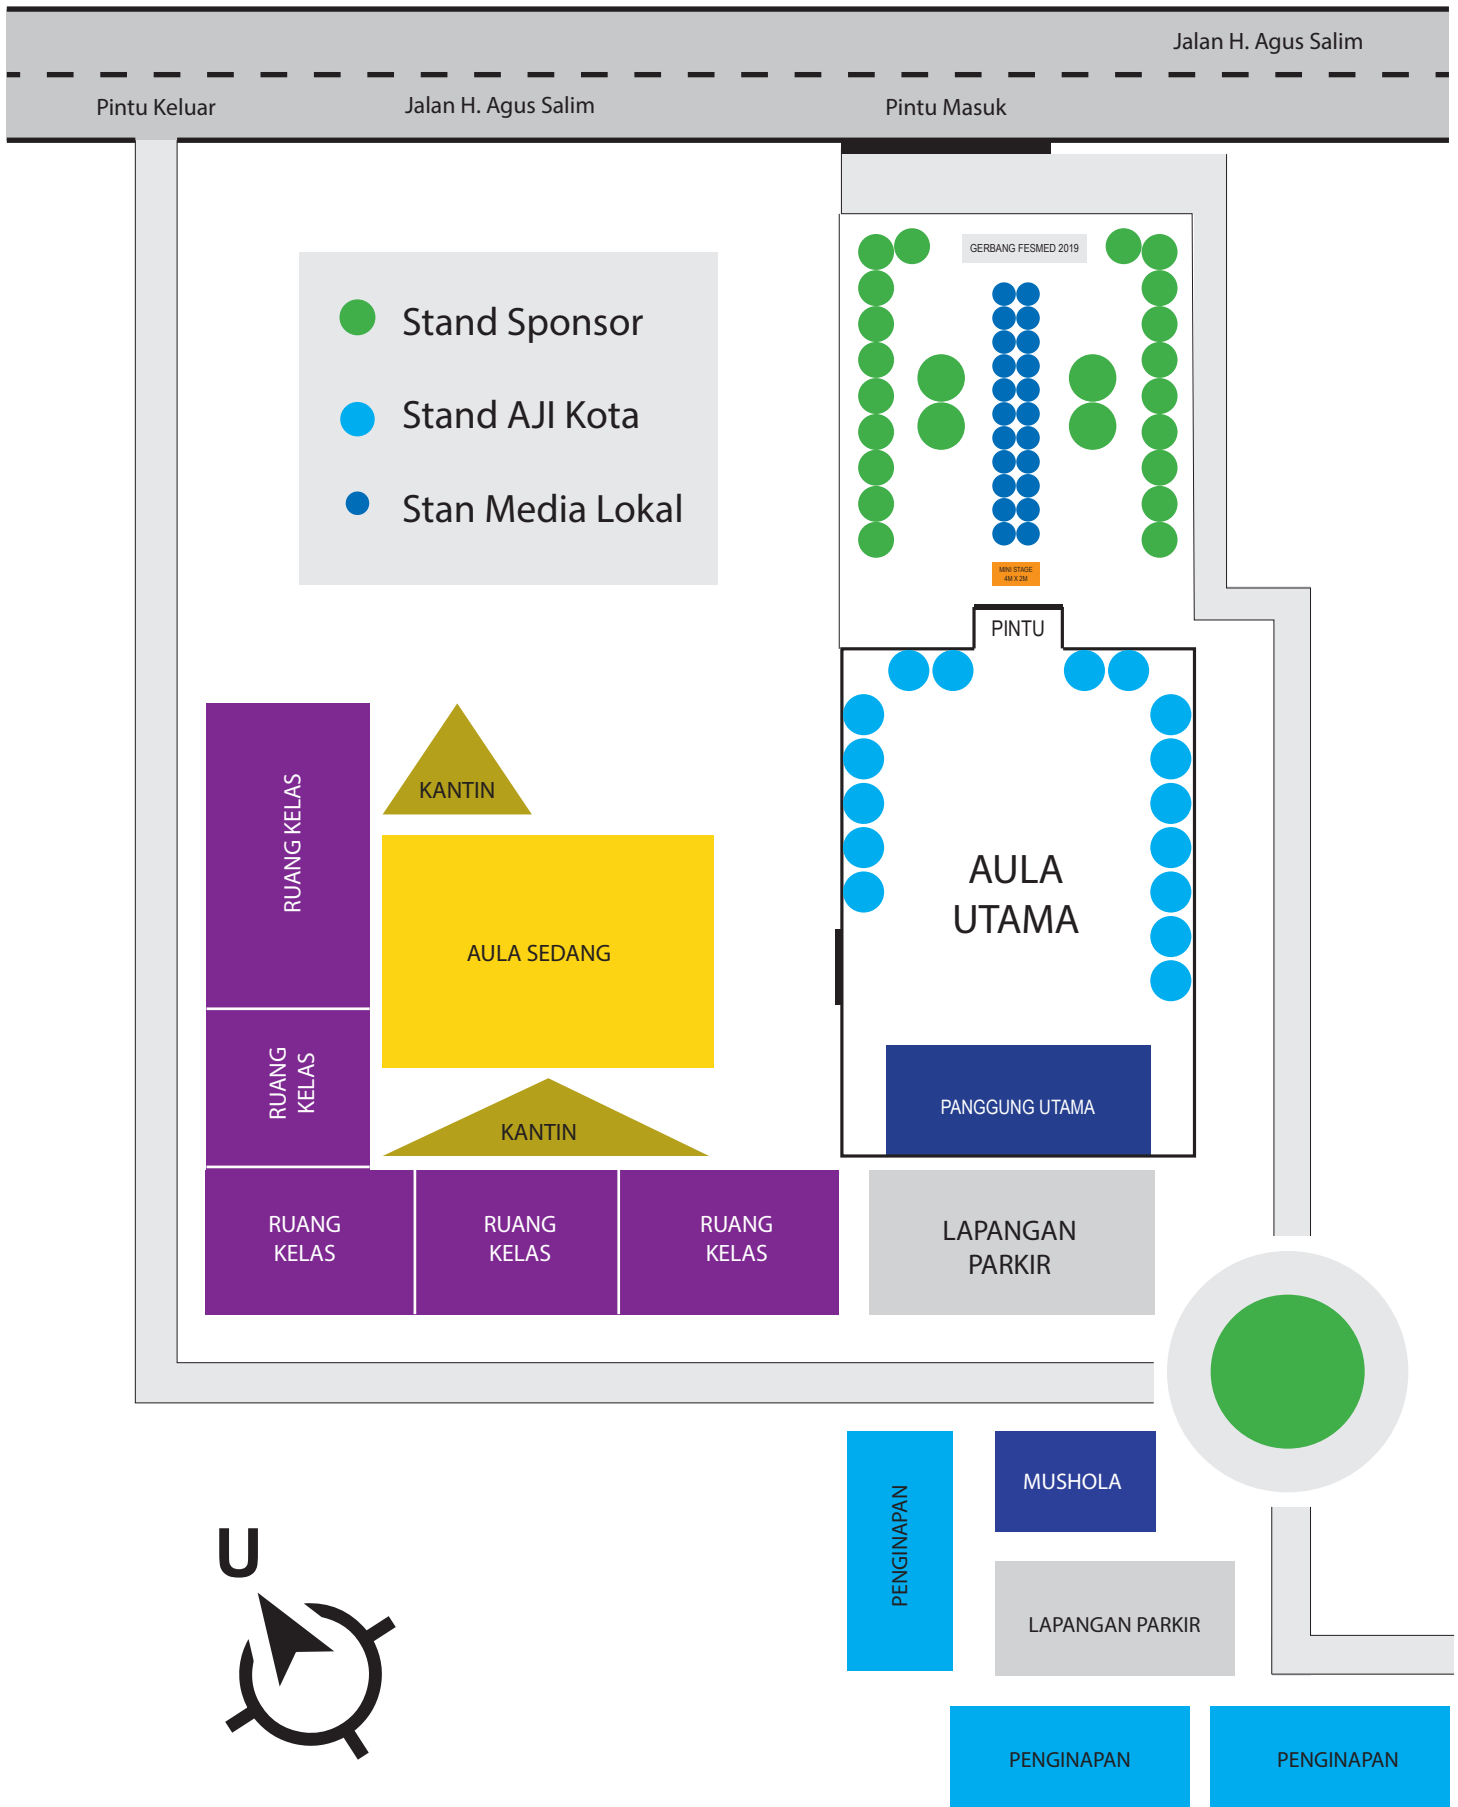 Jalan H. Agus Salim
Pintu Keluar
Jalan H. Agus Salim
Pintu Masuk
GERBANG FESMED 2019
Stand Sponsor
Stand AJI Kota
Stan Media Lokal
MINI STAGE
4M X 2M
PINTU
RUANG KELAS
KANTIN
AULA
UTAMA
AULA SEDANG
RUANG
KELAS
KANTIN
PANGGUNG UTAMA
RUANG
KELAS
RUANG
KELAS
RUANG
KELAS
LAPANGAN
PARKIR
PENGINAPAN
MUSHOLA
U
LAPANGAN PARKIR
PENGINAPAN
PENGINAPAN